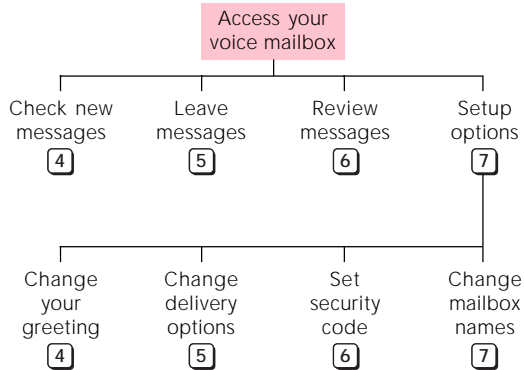 Access your
voice mailbox
Check new
messages
4
Leave
messages
5
Review
messages
6
Setup
options
7
Change
your
greeting
4
Change
delivery
options
5
Set
security
code
6
Change
mailbox
names
7